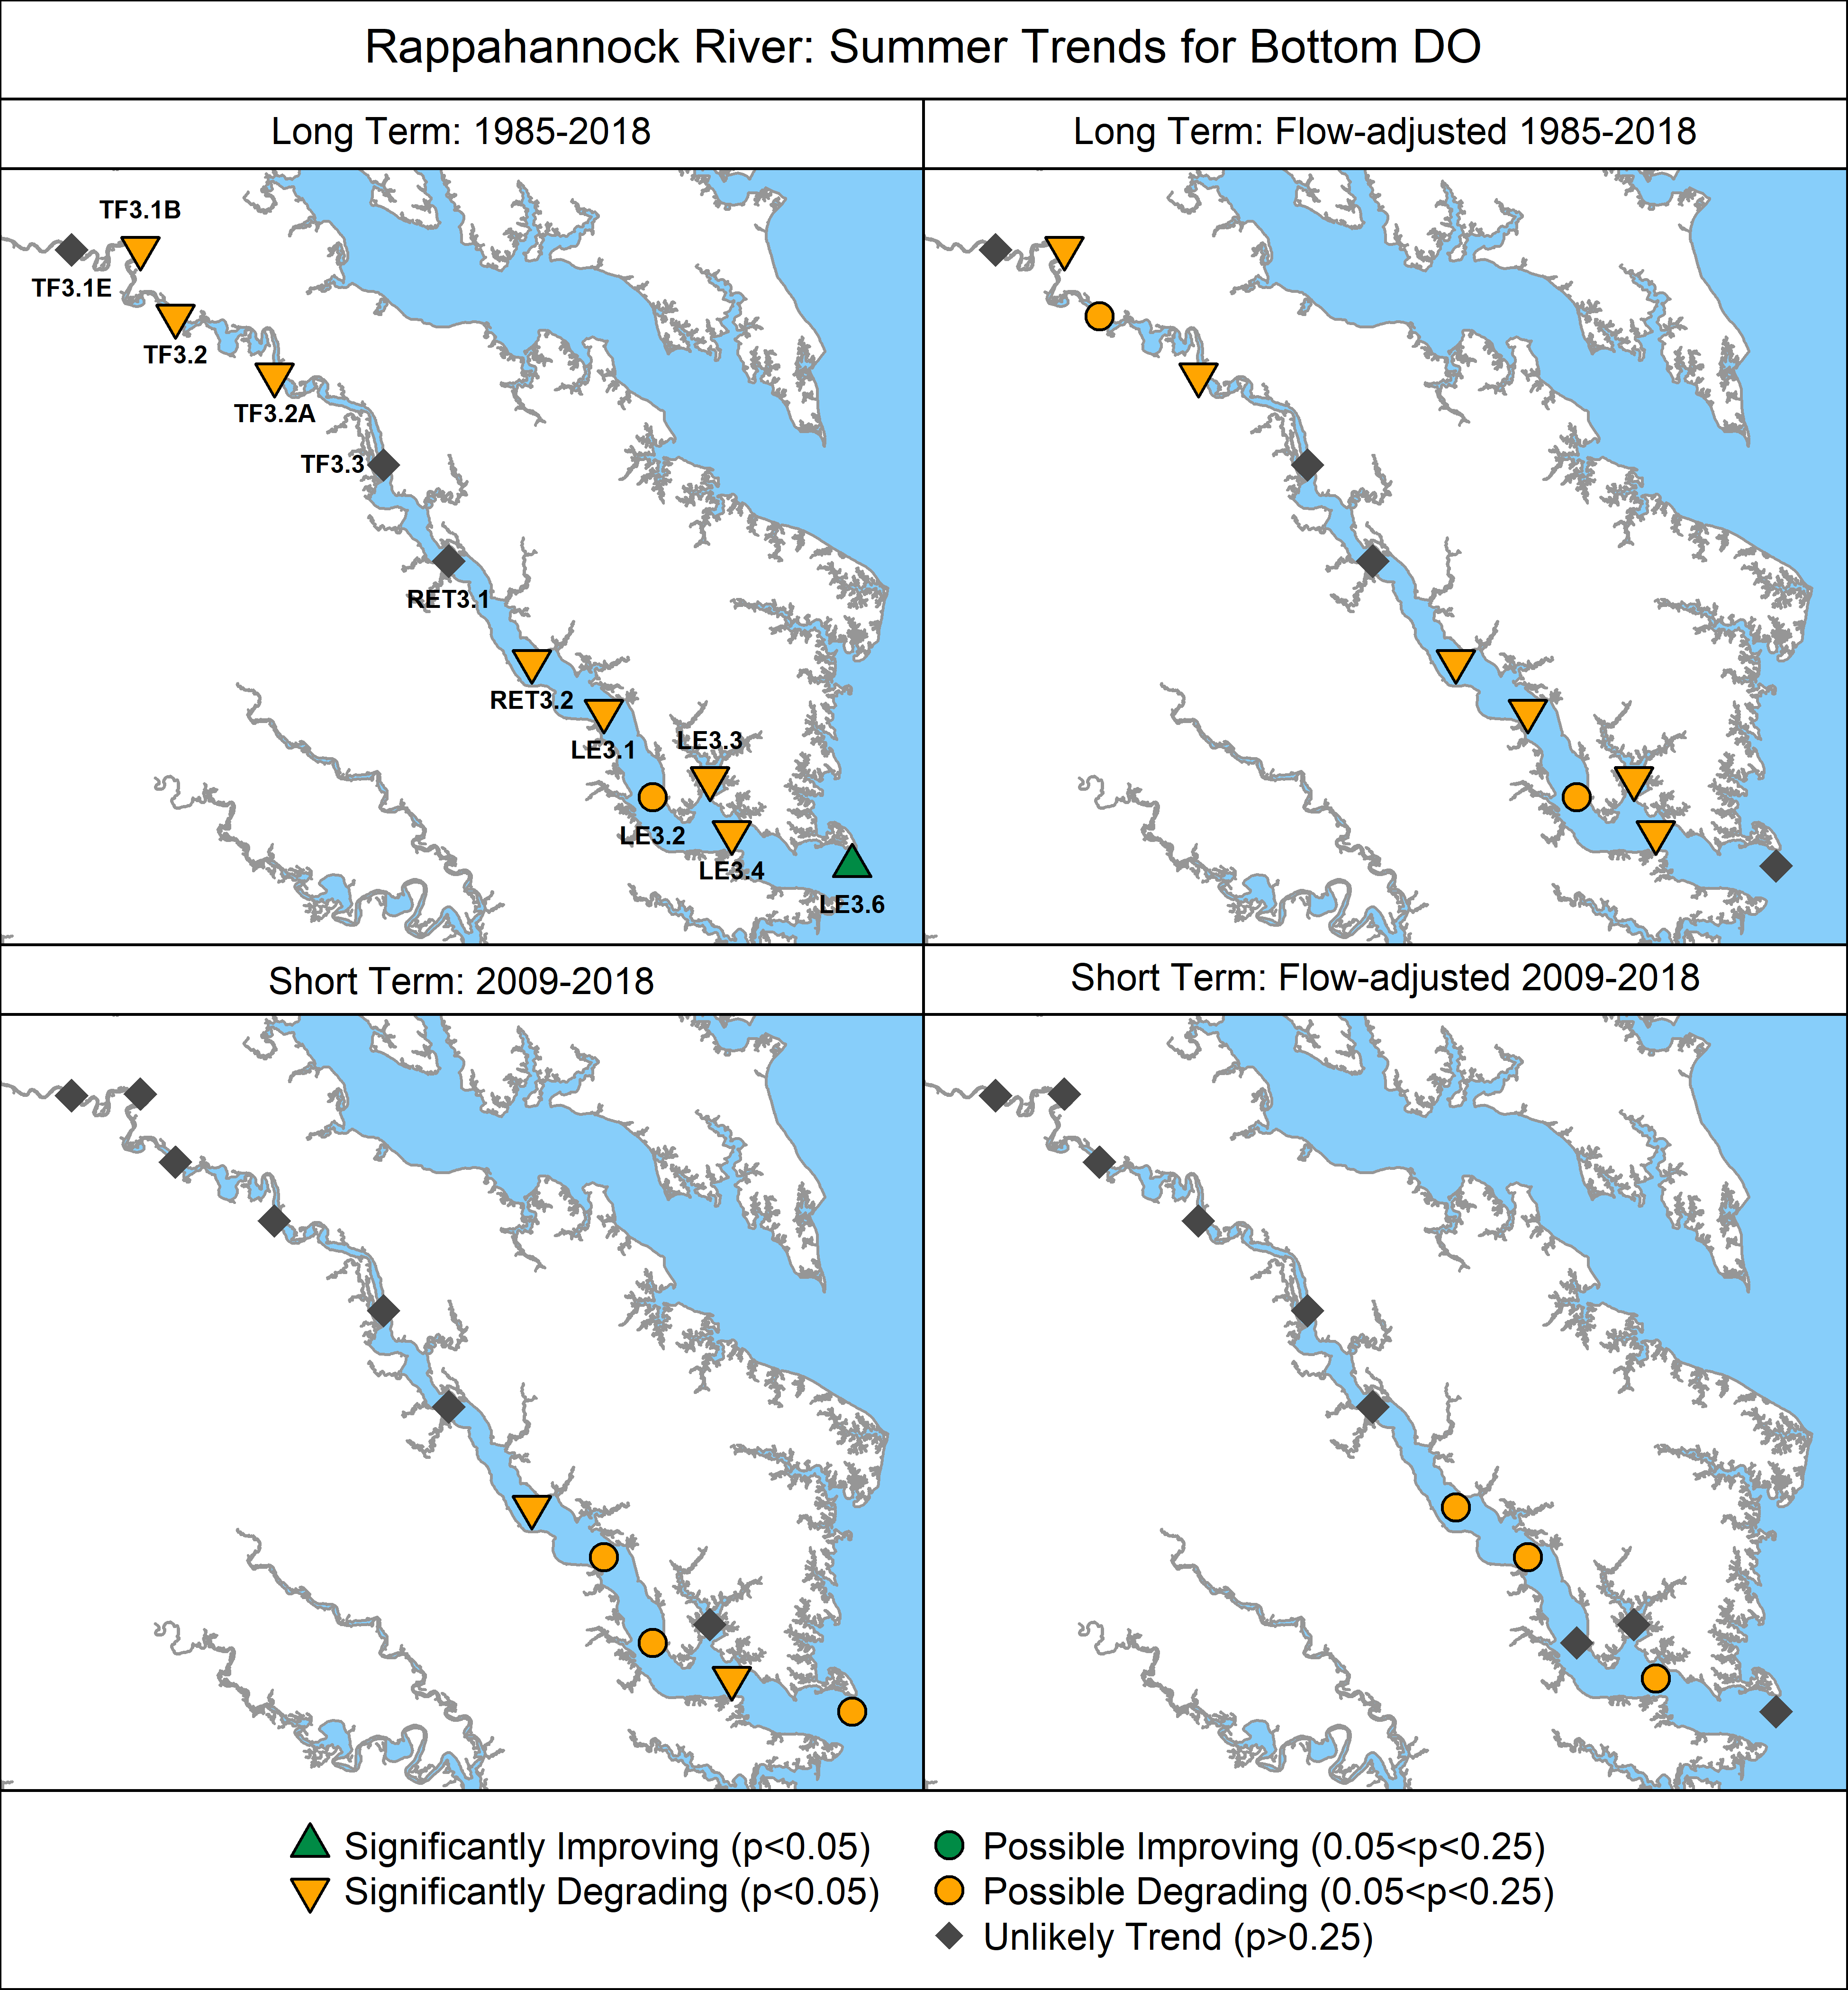 Rappahannock River: Summer Trends for Bottom DO
Long Term: 1985-2018
Long Term: Flow-adjusted 1985-2018
TF3.1B
TF3.1E
TF3.2
TF3.2A
TF3.3
RET3.1
RET3.2
LE3.1
LE3.3
LE3.2
LE3.4
LE3.6
Short Term: 2009-2018
Short Term: Flow-adjusted 2009-2018
Significantly Improving (p<0.05)
Possible Improving (0.05<p<0.25)
Significantly Degrading (p<0.05)
Possible Degrading (0.05<p<0.25)
Unlikely Trend (p>0.25)